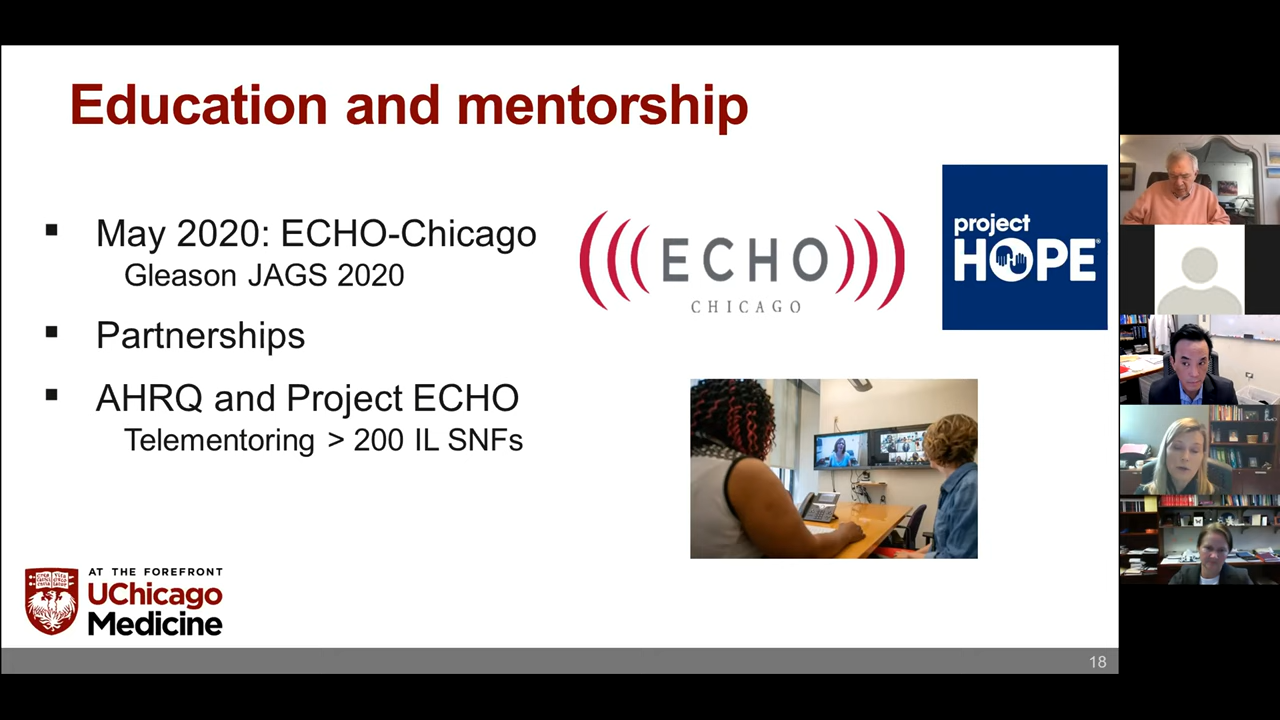 Education and mentorship
May 2020: ECHO-Chicago
Gleason JAGS 2020
Partnerships
AHRQ and Project ECHO
Telementoring > 200 IL SNFs
ECHO
CHICAGO
project
HOPE®
AT THE FOREFRONT
UChicago
Medicine
18